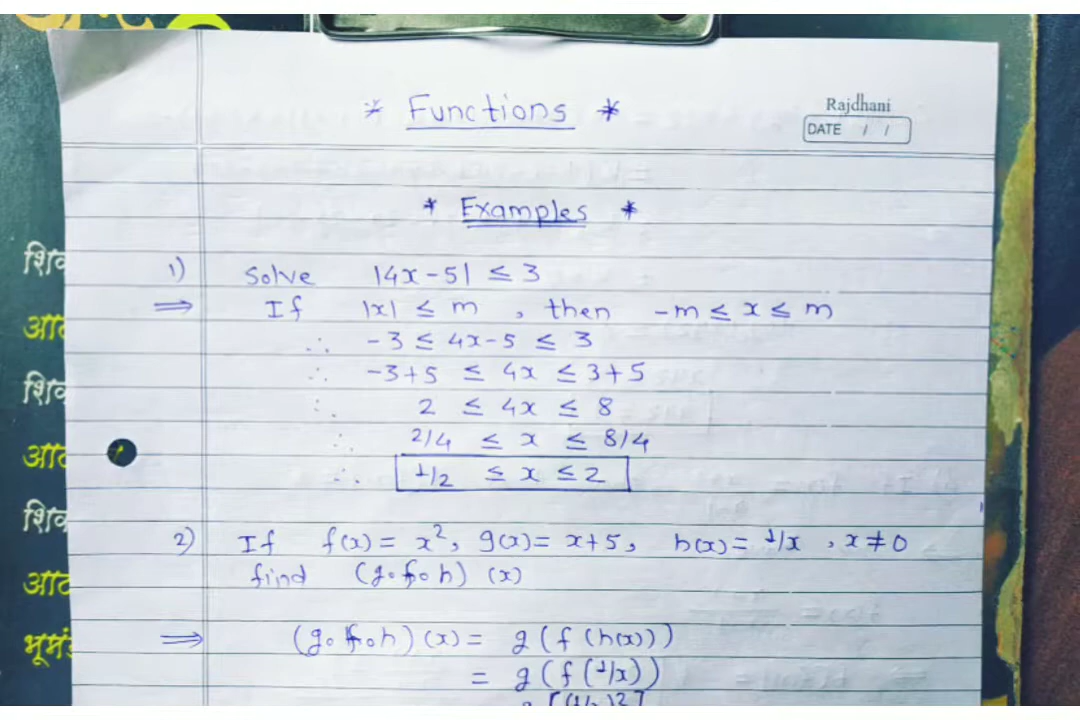 * Functions *
Rajdhani
DATE / /
* Examples *
1) Solve |4x-5| ≤ 3
⇒ If |x| ≤ m , then -m ≤ x ≤ m
∴ -3 ≤ 4x-5 ≤ 3
∴ -3+5 ≤ 4x ≤ 3+5
∴ 2 ≤ 4x ≤ 8
∴ 2/4 ≤ x ≤ 8/4
∴ 1/2 ≤ x ≤ 2
2) If f(x) = x², g(x) = x+5, h(x) = 1/x , x ≠ 0
find (g∘f∘h) (x)
⇒ (g∘f∘h) (x) = g (f (h(x)))
= g (f (1/x))
शिव
शिव
शिव